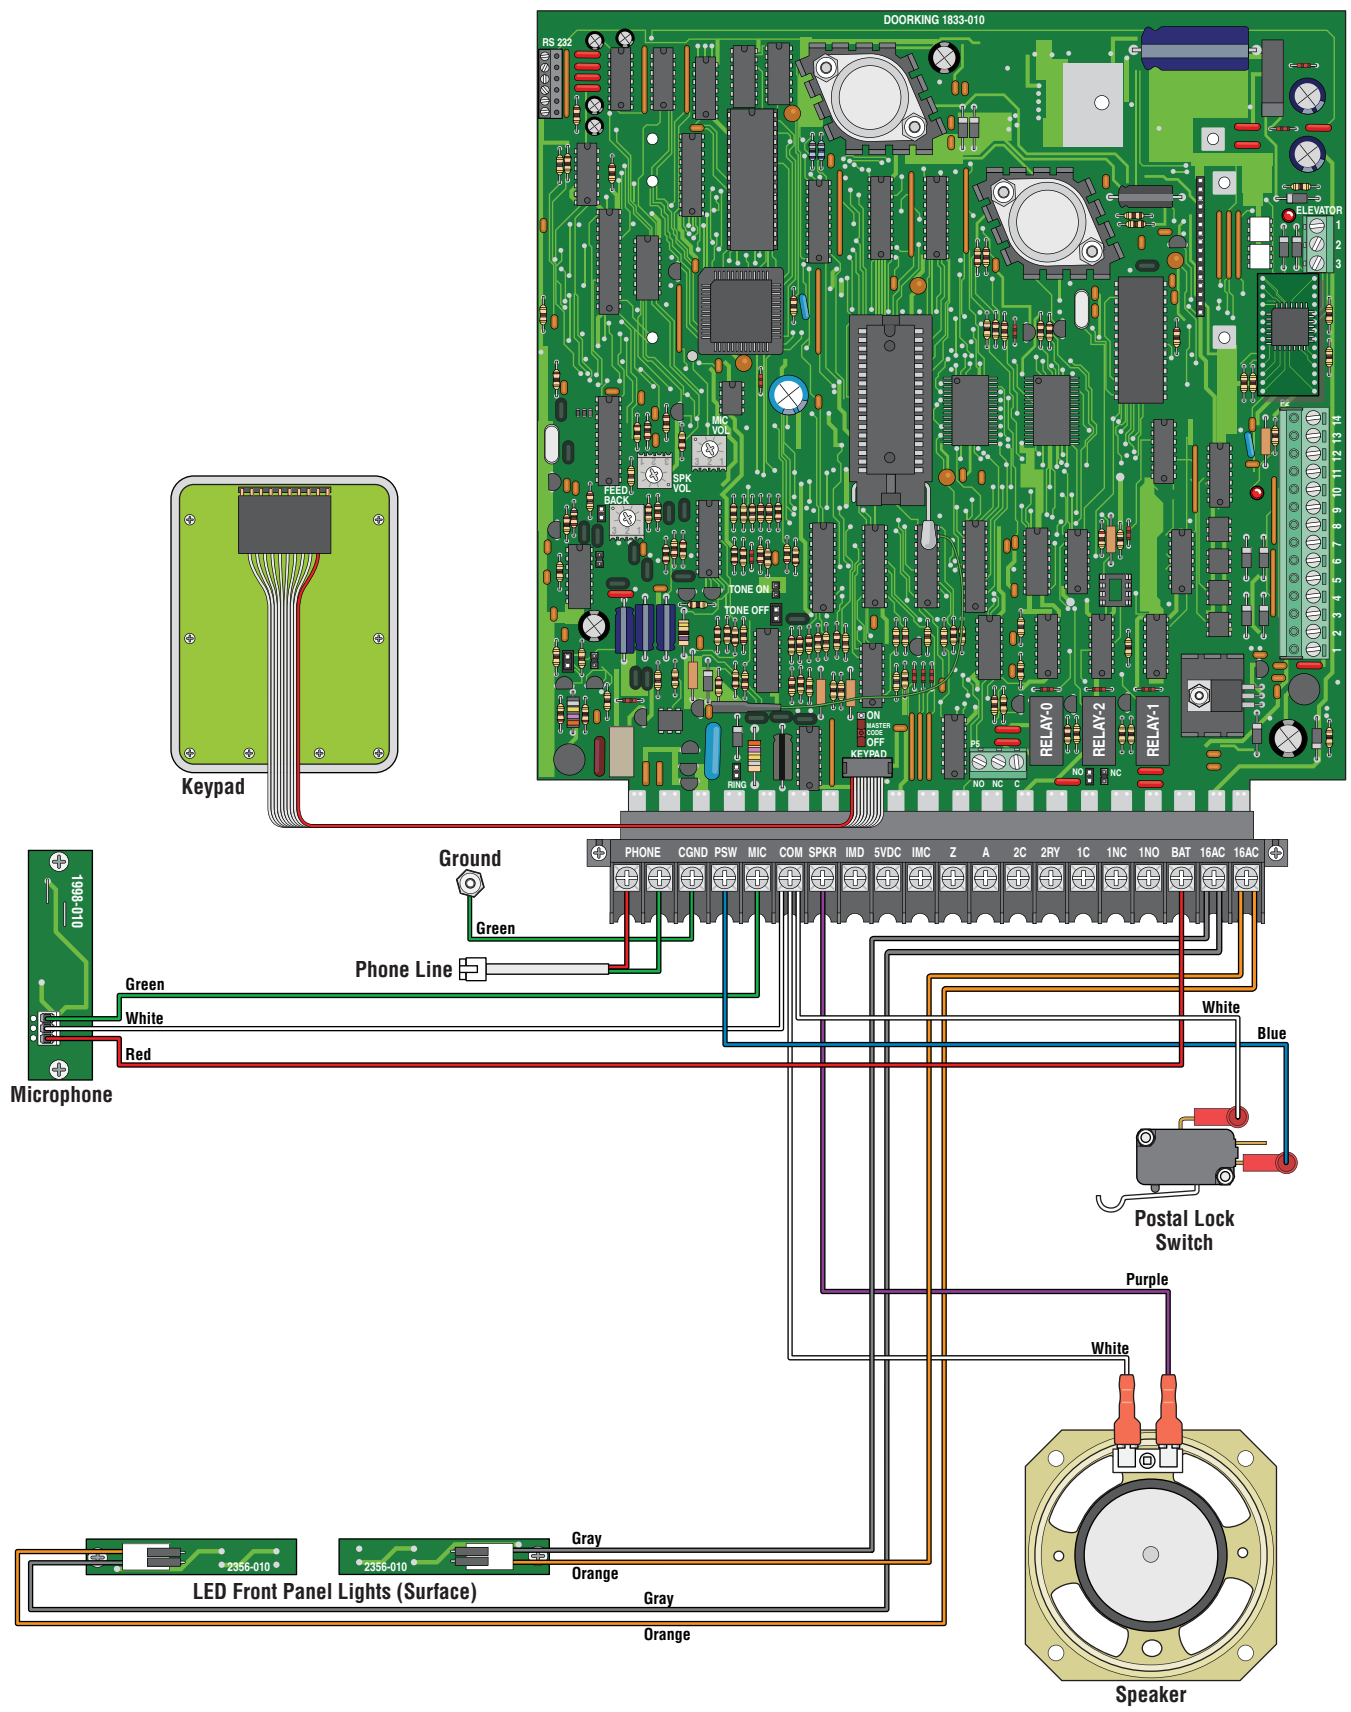 DOORKING 1833-010
RS 232
ELEVATOR
1
2
3
MIC
VOL
SPK
VOL
FEED
BACK
14
13
12
11
10
9
8
7
6
5
4
3
2
1
TONE ON
TONE OFF
ON
MASTER
CODE
OFF
KEYPAD
RING
P5
NO NC C
RELAY-0
RELAY-2
RELAY-1
NO
NC
Keypad
PHONE CGND PSW MIC COM SPKR IMD 5VDC IMC Z A 2C 2RY 1C 1NC 1NO BAT 16AC 16AC
Ground
Green
Phone Line
1998-010
Green
White
Red
Microphone
White
Blue
Postal Lock
Switch
Purple
White
Speaker
2356-010
2356-010
Gray
Orange
LED Front Panel Lights (Surface)
Gray
Orange